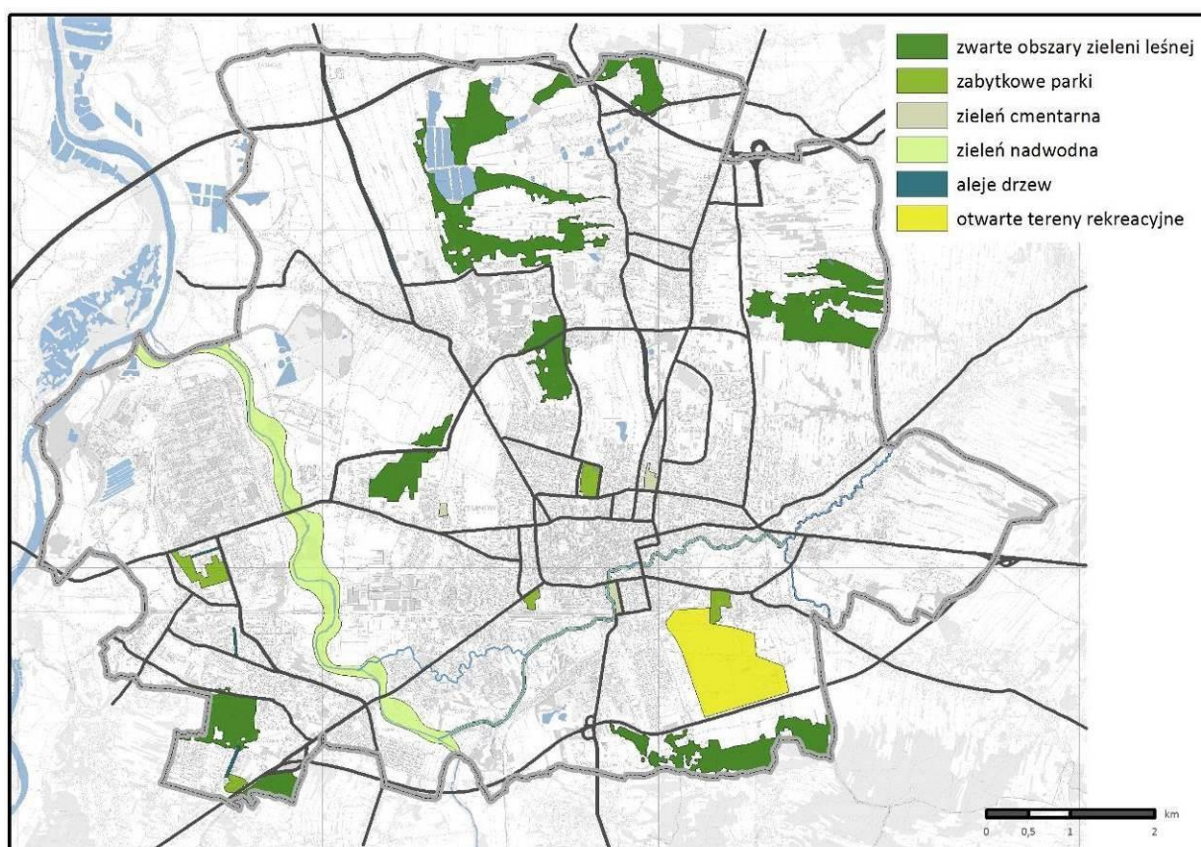 zwarte obszary zieleni leśnej
zabytkowe parki
zieleń cmentarna
zieleń nadwodna
aleje drzew
otwarte tereny rekreacyjne
km
0 0,5 1 2